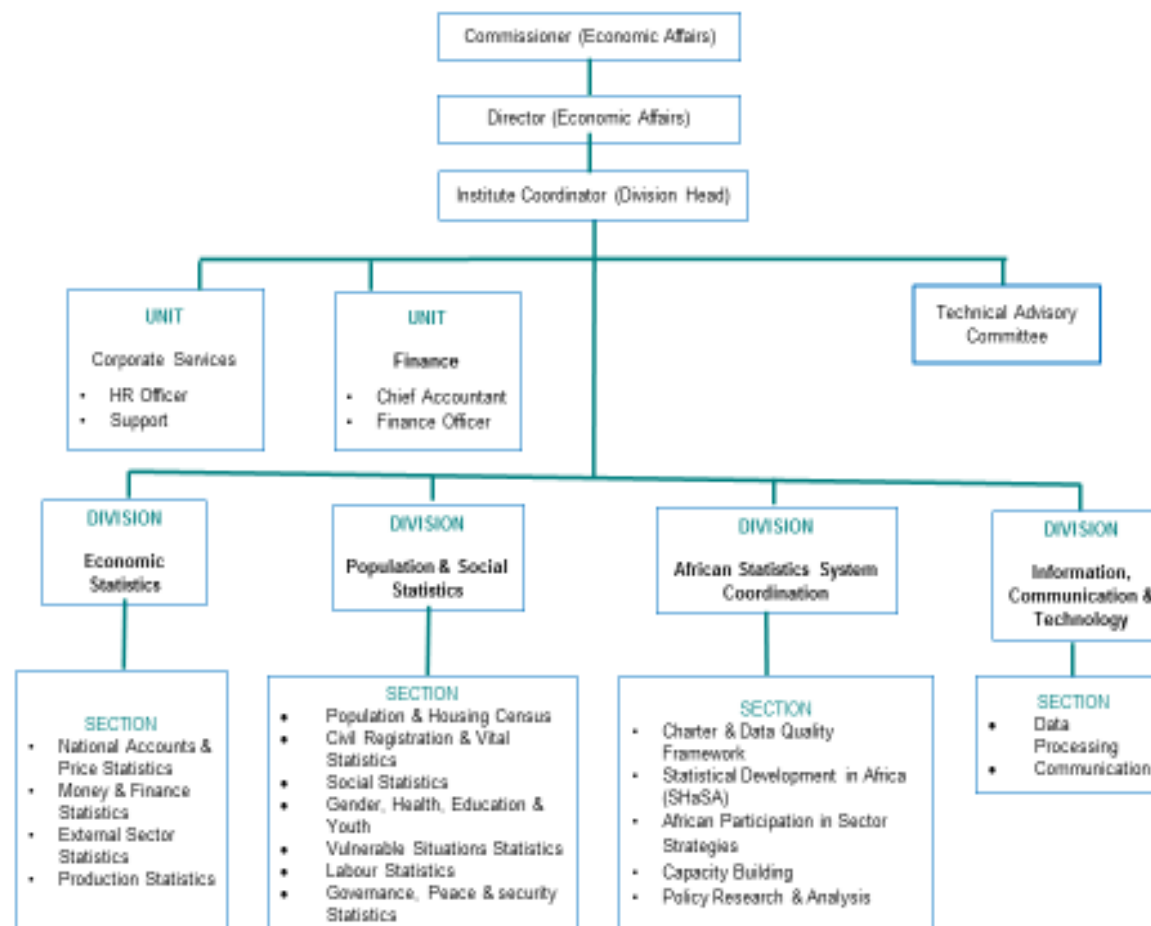 Commissioner (Economic Affairs)
Director (Economic Affairs)
Institute Coordinator (Division Head)
UNIT
Corporate Services
• HR Officer
• Support
UNIT
Finance
• Chief Accountant
• Finance Officer
Technical Advisory
Committee
DIVISION
Economic
Statistics
DIVISION
Population & Social
Statistics
DIVISION
African Statistics System
Coordination
DIVISION
Information,
Communication &
Technology
SECTION
• National Accounts &
Price Statistics
• Money & Finance
Statistics
• External Sector
Statistics
• Production Statistics
SECTION
• Population & Housing Census
• Civil Registration & Vital
Statistics
• Social Statistics
• Gender, Health, Education &
Youth
• Vulnerable Situations Statistics
• Labour Statistics
• Governance, Peace & security
Statistics
SECTION
• Charter & Data Quality
Framework
• Statistical Development in Africa
(SHaSA)
• African Participation in Sector
Strategies
• Capacity Building
• Policy Research & Analysis
SECTION
• Data
Processing
• Communication